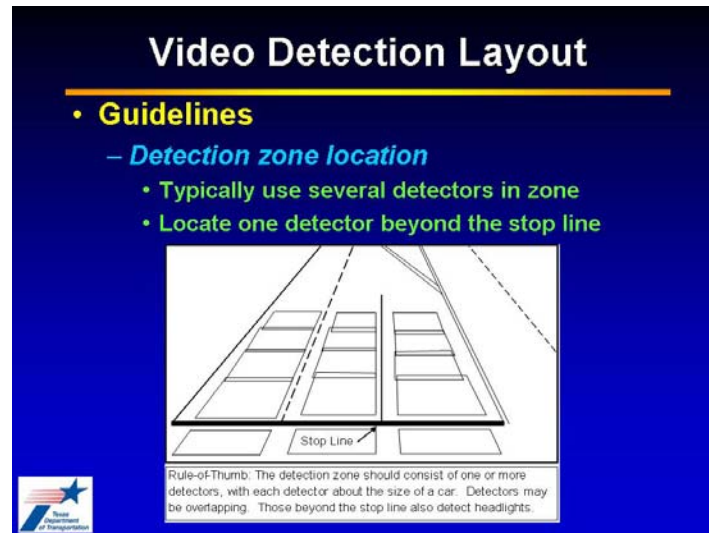 Video Detection Layout
• Guidelines
– Detection zone location
• Typically use several detectors in zone
• Locate one detector beyond the stop line
Stop Line
Rule-of-Thumb: The detection zone should consist of one or more
detectors, with each detector about the size of a car. Detectors may
be overlapping. Those beyond the stop line also detect headlights.
Texas
Department
of Transportation